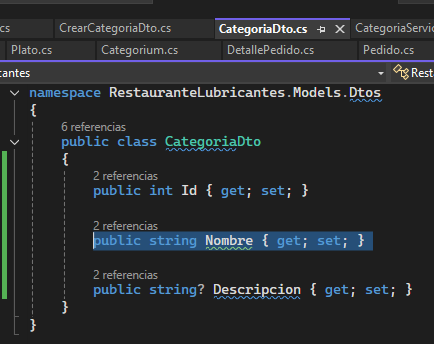 cs
CrearCategoriaDto.cs
CategoriaDto.cs
CategoriaServic
Plato.cs
Categorium.cs
DetallePedido.cs
Pedido.cs
antes
Resta
namespace RestauranteLubricantes.Models.Dtos
{
6 referencias
public class CategoriaDto
{
2 referencias
public int Id { get; set; }
2 referencias
public string Nombre { get; set; }
2 referencias
public string? Descripcion { get; set; }
}
}